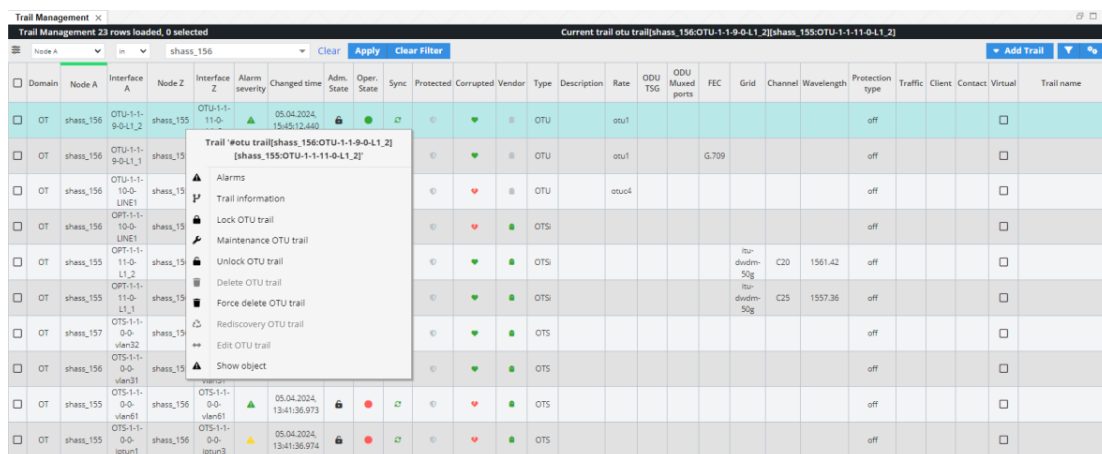 Trail Management ×
Trail Management 23 rows loaded, 0 selected
Current trail otu trail[shass_156:OTU-1-1-9-0-L1_2][shass_155:OTU-1-1-11-0-L1_2]
Node A in shass_156 Clear Apply Clear Filter Add Trail
Domain Node A Interface A Node Z Interface Z Alarm severity Changed time Adm. State Oper. State Sync Protected Corrupted Vendor Type Description Rate ODU TSG ODU Muxed ports FEC Grid Channel Wavelength Protection type Traffic Client Contact Virtual Trail name
OT shass_156 OTU-1-1-9-0-L1_2 shass_155 OTU-1-1-11-0- 05.04.2024, 15:45:12.440 OTU otu1 off
OT shass_156 OTU-1-1-9-0-L1_1 shass_15 OTU otu1 G.709 off
OT shass_156 OTU-1-1-10-0-LINE1 shass_15 OTU otuc4 off
OT shass_156 OPT-1-1-10-0-LINE1 shass_15 OTSi off
OT shass_155 OPT-1-1-11-0-L1_2 shass_15 OTSi itu-dwdm-50g C20 1561.42 off
OT shass_155 OPT-1-1-11-0-L1_1 shass_15 OTSi itu-dwdm-50g C25 1557.36 off
OT shass_157 OTS-1-1-0-0-vlan32 shass_15 OTS off
OT shass_156 OTS-1-1-0-0-vlan31 shass_15 OTS off
OT shass_155 OTS-1-1-0-0-vlan61 shass_156 OTS-1-1-0-0-vlan61 05.04.2024, 13:41:36.973 OTS off
OT shass_155 OTS-1-1-0-0-iptun1 shass_156 OTS-1-1-0-0-iptun3 05.04.2024, 13:41:36.974 OTS off
Trail '#otu trail[shass_156:OTU-1-1-9-0-L1_2]
[shass_155:OTU-1-1-11-0-L1_2]'
Alarms
Trail information
Lock OTU trail
Maintenance OTU trail
Unlock OTU trail
Delete OTU trail
Force delete OTU trail
Rediscovery OTU trail
Edit OTU trail
Show object